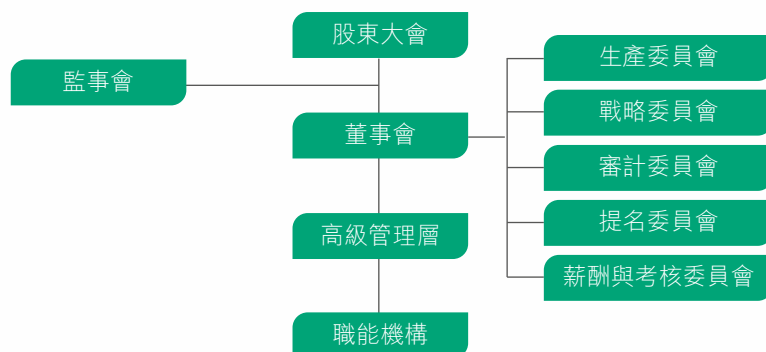 股東大會
監事會
董事會
高級管理層
職能機構
生產委員會
戰略委員會
審計委員會
提名委員會
薪酬與考核委員會